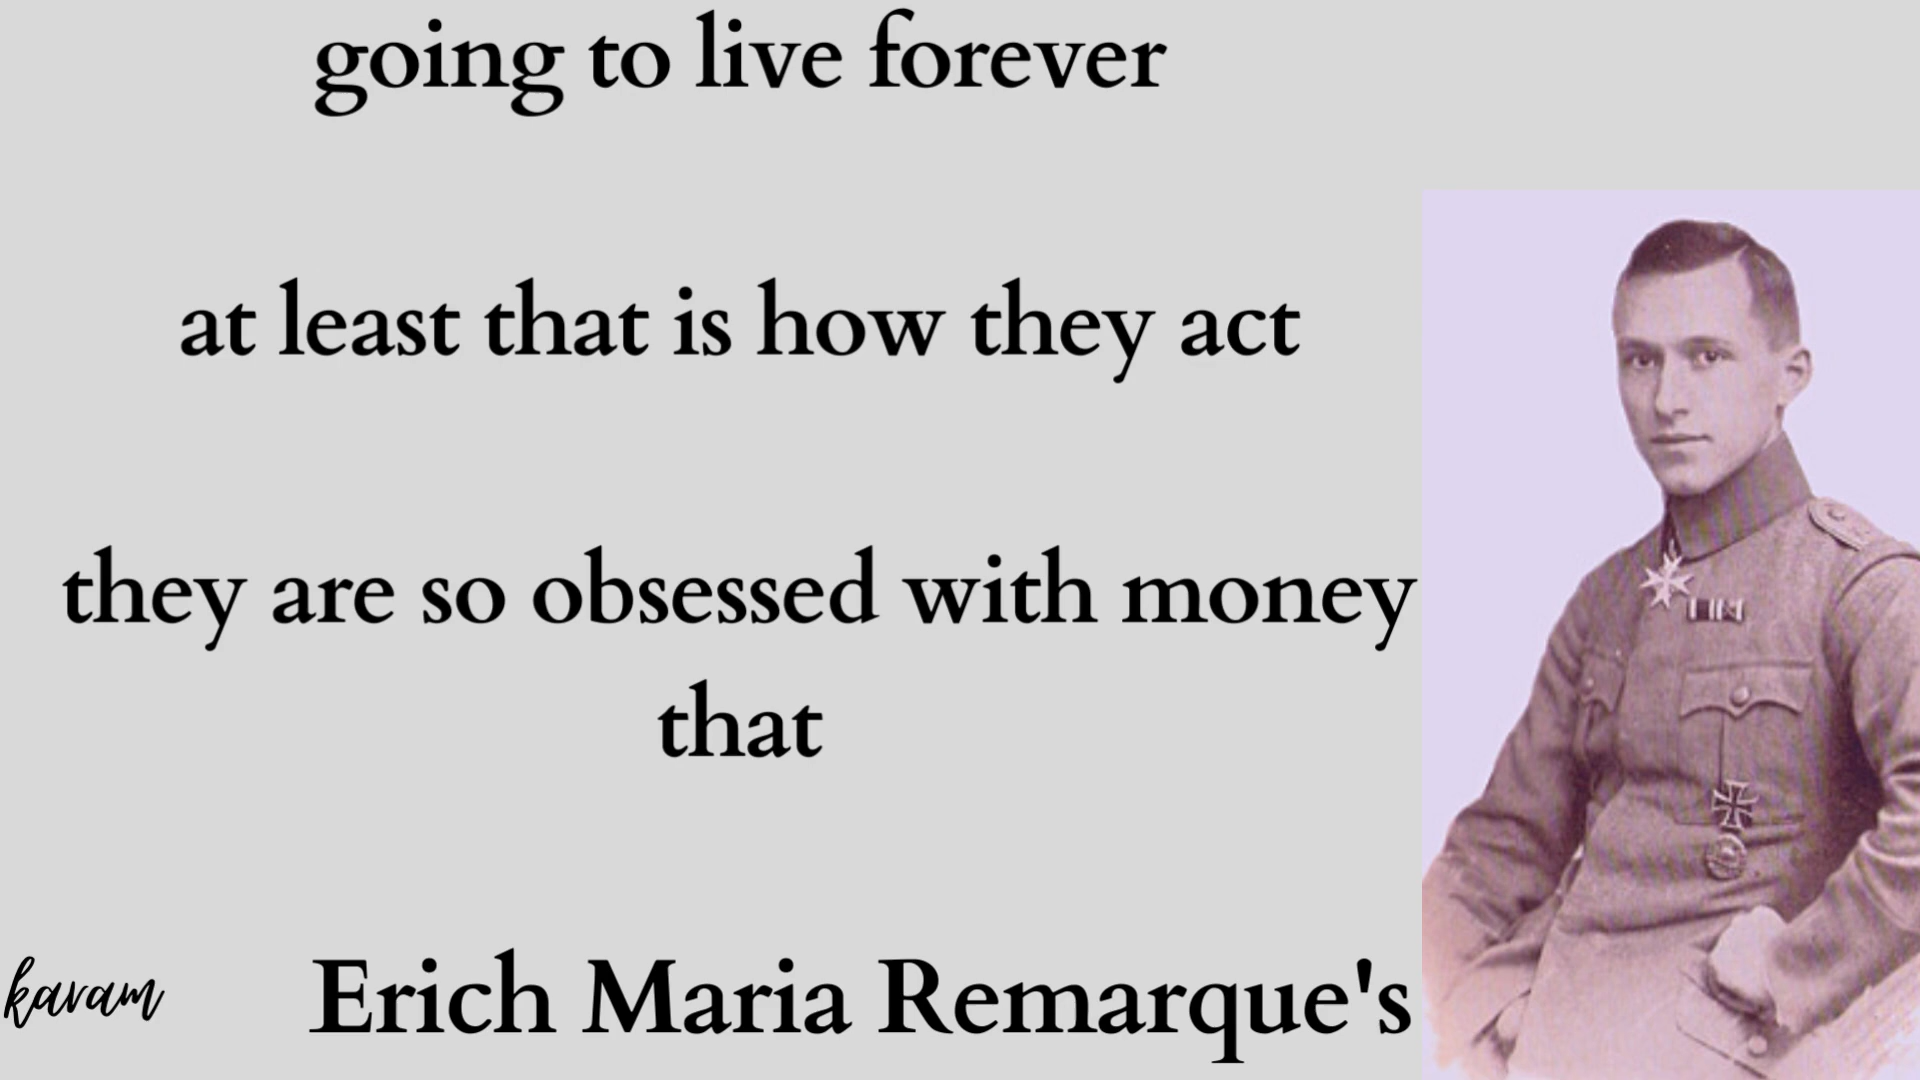 going to live forever
at least that is how they act
they are so obsessed with money
that
Erich Maria Remarque's
karam